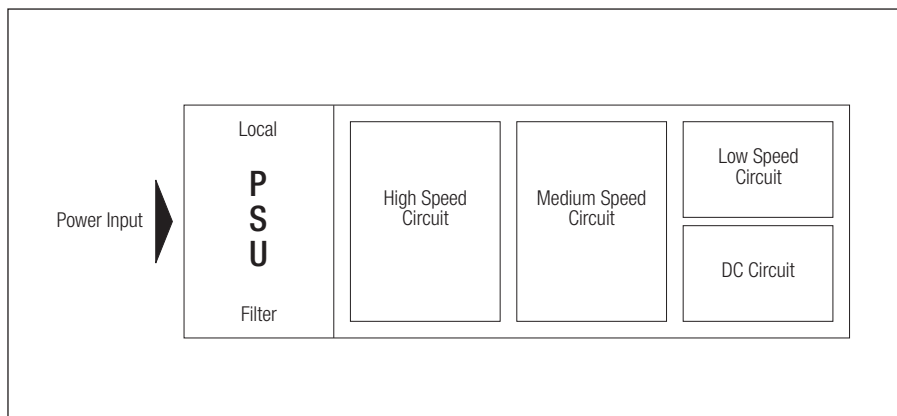 Power Input
Local
P
S
U
Filter
High Speed
Circuit
Medium Speed
Circuit
Low Speed
Circuit
DC Circuit